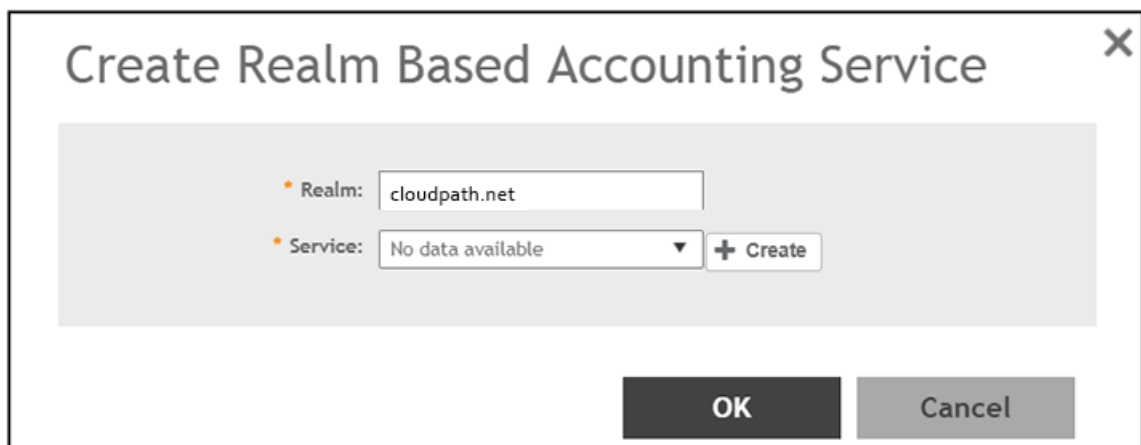 Create Realm Based Accounting Service
* Realm: cloudpath.net
* Service: No data available + Create
OK Cancel